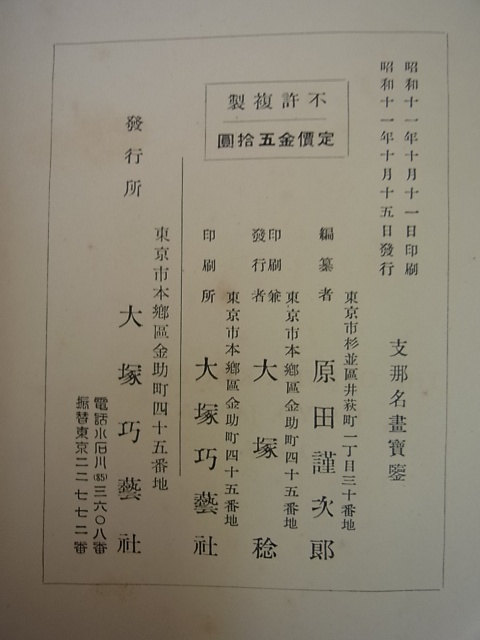 昭和十一年十月十一日印刷
昭和十一年十月十五日發行
支那名畫寶鑒
不許複製
定價金五拾圓
東京市杉並區井荻町一丁目三十番地
編纂者 原田謹次郎
東京市本鄕區金助町四十五番地
印刷兼發行者 大塚稔
東京市本鄕區金助町四十五番地
印刷所 大塚巧藝社
東京市本鄕區金助町四十五番地
發行所 大塚巧藝社
電話小石川(85)三六〇八番
振替東京二二七七二番